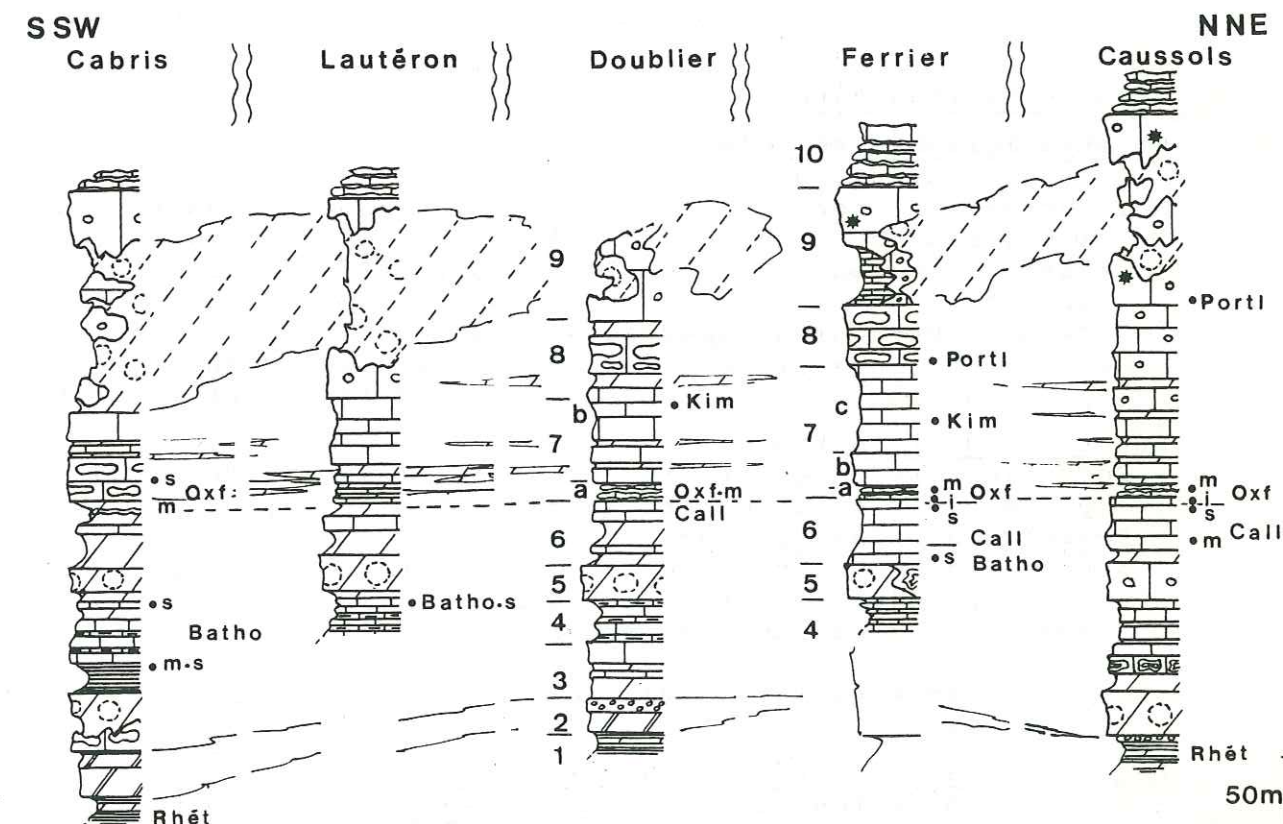 SSW
NNE
Cabris
Lautéron
Doublier
Ferrier
Caussols
10
9
9
Portl
8
8
Portl
b
Kim
c
Kim
7
7
b
s
Oxf
m
a
Oxf.m
Call
a
m
i
s
Oxf
m
i
s
Oxf
6
6
Call
Batho
s
m Call
5
5
s
Batho.s
4
4
Batho
m.s
3
2
1
Rhét
Rhét
50m